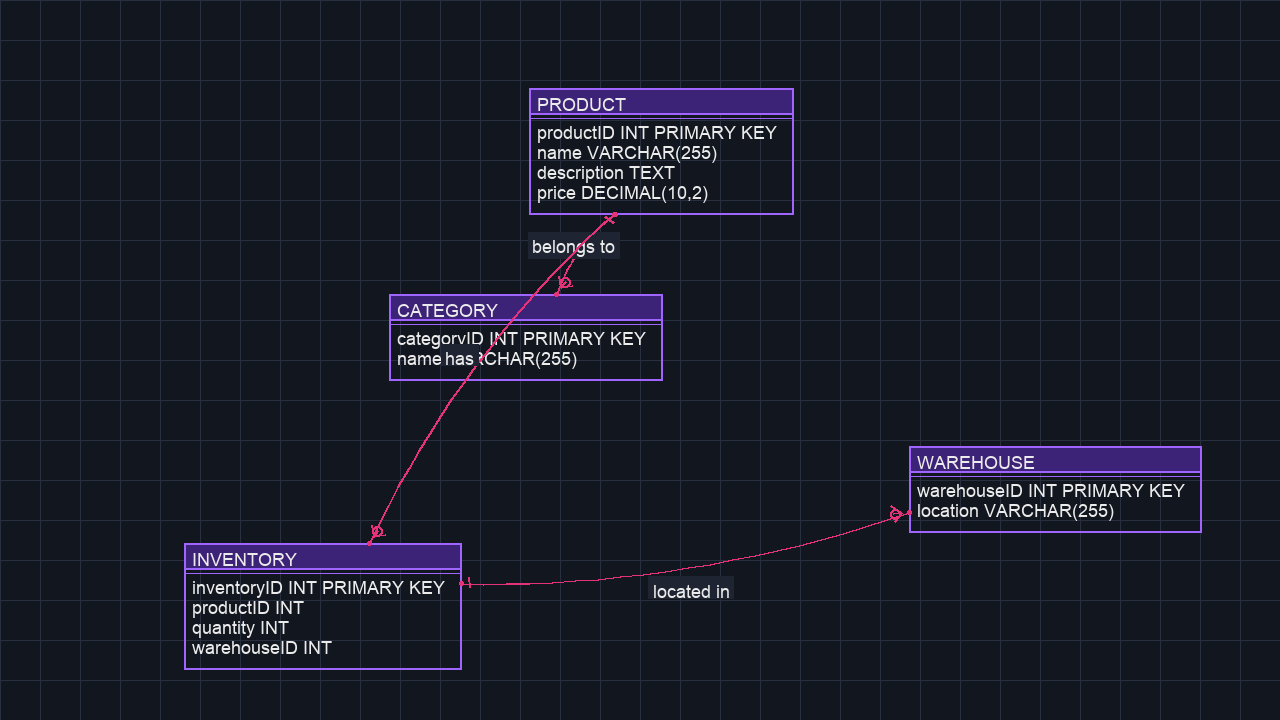 PRODUCT
productID INT PRIMARY KEY
name VARCHAR(255)
description TEXT
price DECIMAL(10,2)
belongs to
CATEGORY
categoryID INT PRIMARY KEY
name has RCHAR(255)
WAREHOUSE
warehouseID INT PRIMARY KEY
location VARCHAR(255)
INVENTORY
inventoryID INT PRIMARY KEY
productID INT
quantity INT
warehouseID INT
located in